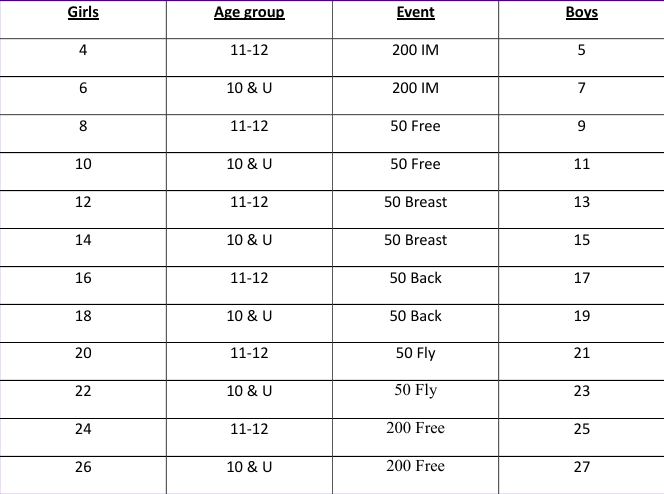 Girls Age group Event Boys
4 11-12 200 IM 5
6 10 & U 200 IM 7
8 11-12 50 Free 9
10 10 & U 50 Free 11
12 11-12 50 Breast 13
14 10 & U 50 Breast 15
16 11-12 50 Back 17
18 10 & U 50 Back 19
20 11-12 50 Fly 21
22 10 & U 50 Fly 23
24 11-12 200 Free 25
26 10 & U 200 Free 27